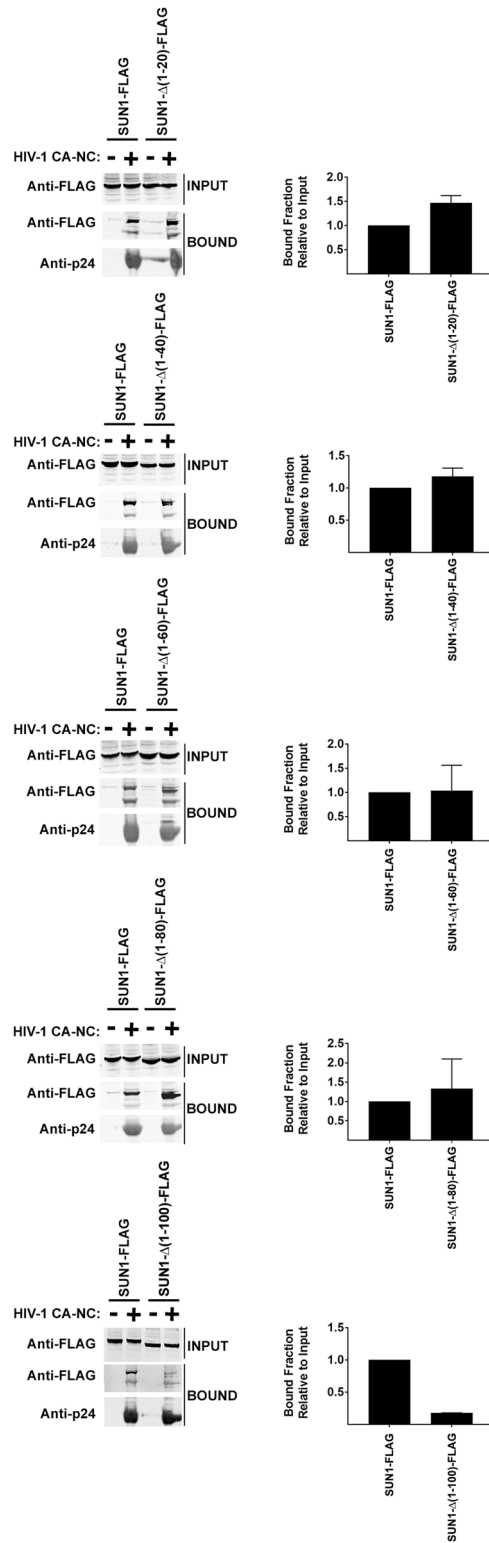 SUN1-FLAG
SUN1-Δ(1-20)-FLAG
HIV-1 CA-NC: - + - +
Anti-FLAG INPUT
Anti-FLAG
BOUND
Anti-p24
Bound Fraction
Relative to Input
2.0
1.5
1.0
0.5
SUN1-FLAG
SUN1-Δ(1-20)-FLAG
SUN1-FLAG
SUN1-Δ(1-40)-FLAG
HIV-1 CA-NC: - + - +
Anti-FLAG INPUT
Anti-FLAG
BOUND
Anti-p24
Bound Fraction
Relative to Input
1.5
1.0
0.5
SUN1-FLAG
SUN1-Δ(1-40)-FLAG
SUN1-FLAG
SUN1-Δ(1-60)-FLAG
HIV-1 CA-NC: - + - +
Anti-FLAG INPUT
Anti-FLAG
BOUND
Anti-p24
Bound Fraction
Relative to Input
2.0
1.5
1.0
0.5
SUN1-FLAG
SUN1-Δ(1-60)-FLAG
SUN1-FLAG
SUN1-Δ(1-80)-FLAG
HIV-1 CA-NC: - + - +
Anti-FLAG INPUT
Anti-FLAG
BOUND
Anti-p24
Bound Fraction
Relative to Input
2.5
2.0
1.5
1.0
0.5
SUN1-FLAG
SUN1-Δ(1-80)-FLAG
SUN1-FLAG
SUN1-Δ(1-100)-FLAG
HIV-1 CA-NC: - + - +
Anti-FLAG INPUT
Anti-FLAG
BOUND
Anti-p24
Bound Fraction
Relative to Input
1.5
1.0
0.5
SUN1-FLAG
SUN1-Δ(1-100)-FLAG